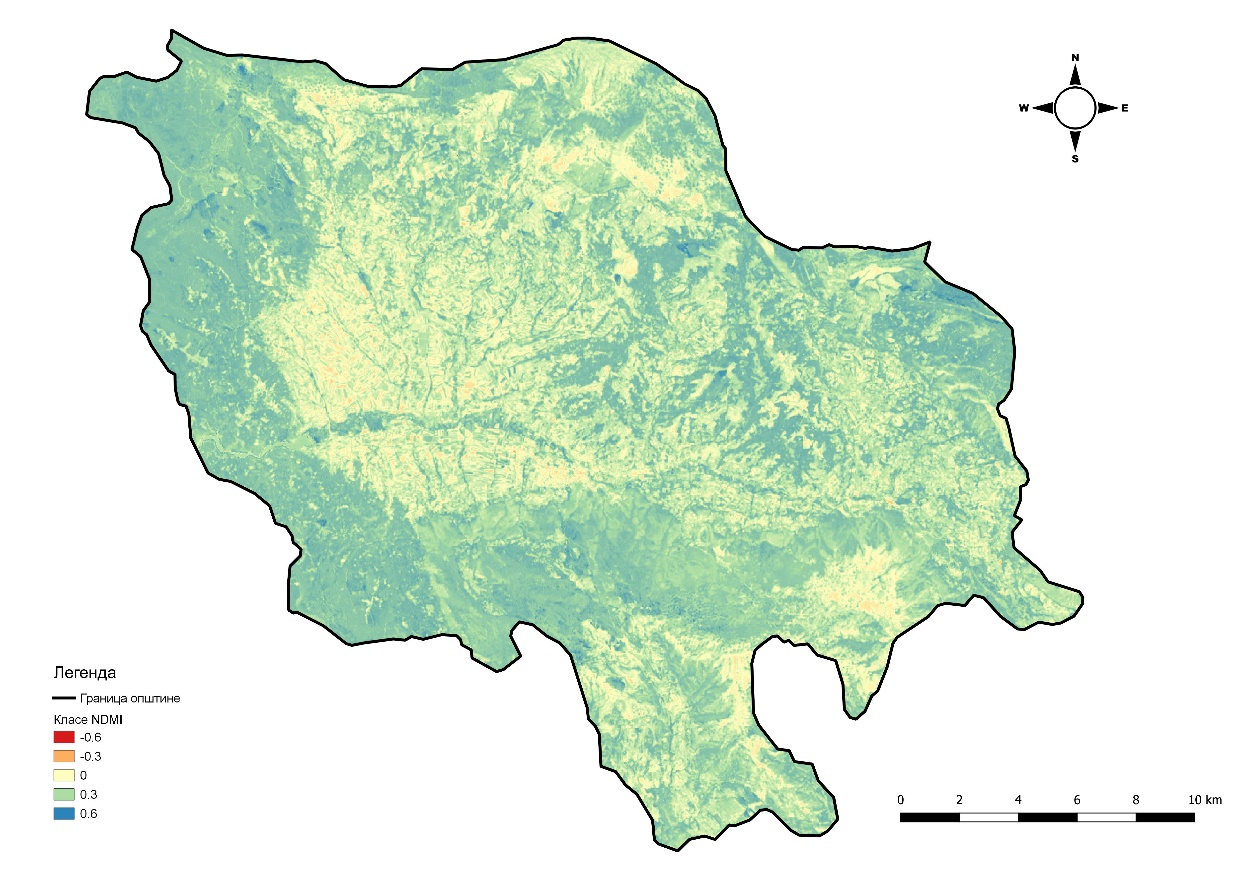 N
W E
S
Легенда
Граница општине
Класе NDMI
-0.6
-0.3
0
0.3
0.6
0 2 4 6 8 10 km